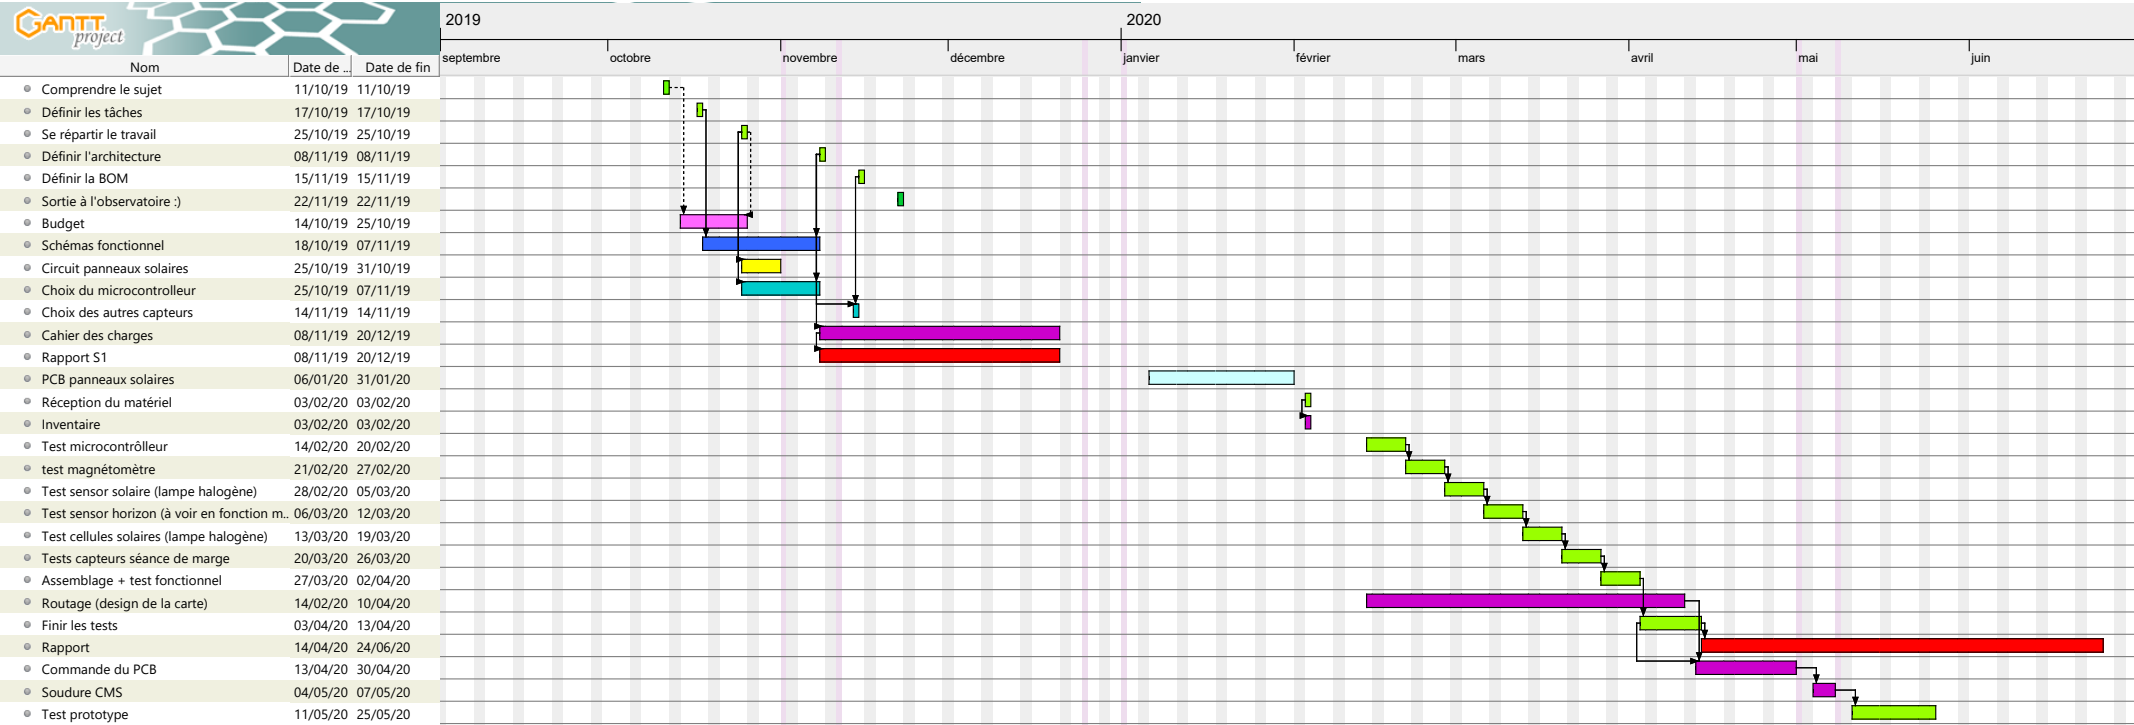 GANTT
project
2019
2020
septembre octobre novembre décembre janvier février mars avril mai juin
Nom Date de ... Date de fin
Comprendre le sujet 11/10/19 11/10/19
Définir les tâches 17/10/19 17/10/19
Se répartir le travail 25/10/19 25/10/19
Définir l'architecture 08/11/19 08/11/19
Définir la BOM 15/11/19 15/11/19
Sortie à l'observatoire :) 22/11/19 22/11/19
Budget 14/10/19 25/10/19
Schémas fonctionnel 18/10/19 07/11/19
Circuit panneaux solaires 25/10/19 31/10/19
Choix du microcontrolleur 25/10/19 07/11/19
Choix des autres capteurs 14/11/19 14/11/19
Cahier des charges 08/11/19 20/12/19
Rapport S1 08/11/19 20/12/19
PCB panneaux solaires 06/01/20 31/01/20
Réception du matériel 03/02/20 03/02/20
Inventaire 03/02/20 03/02/20
Test microcontrôlleur 14/02/20 20/02/20
test magnétomètre 21/02/20 27/02/20
Test sensor solaire (lampe halogène) 28/02/20 05/03/20
Test sensor horizon (à voir en fonction m.. 06/03/20 12/03/20
Test cellules solaires (lampe halogène) 13/03/20 19/03/20
Tests capteurs séance de marge 20/03/20 26/03/20
Assemblage + test fonctionnel 27/03/20 02/04/20
Routage (design de la carte) 14/02/20 10/04/20
Finir les tests 03/04/20 13/04/20
Rapport 14/04/20 24/06/20
Commande du PCB 13/04/20 30/04/20
Soudure CMS 04/05/20 07/05/20
Test prototype 11/05/20 25/05/20